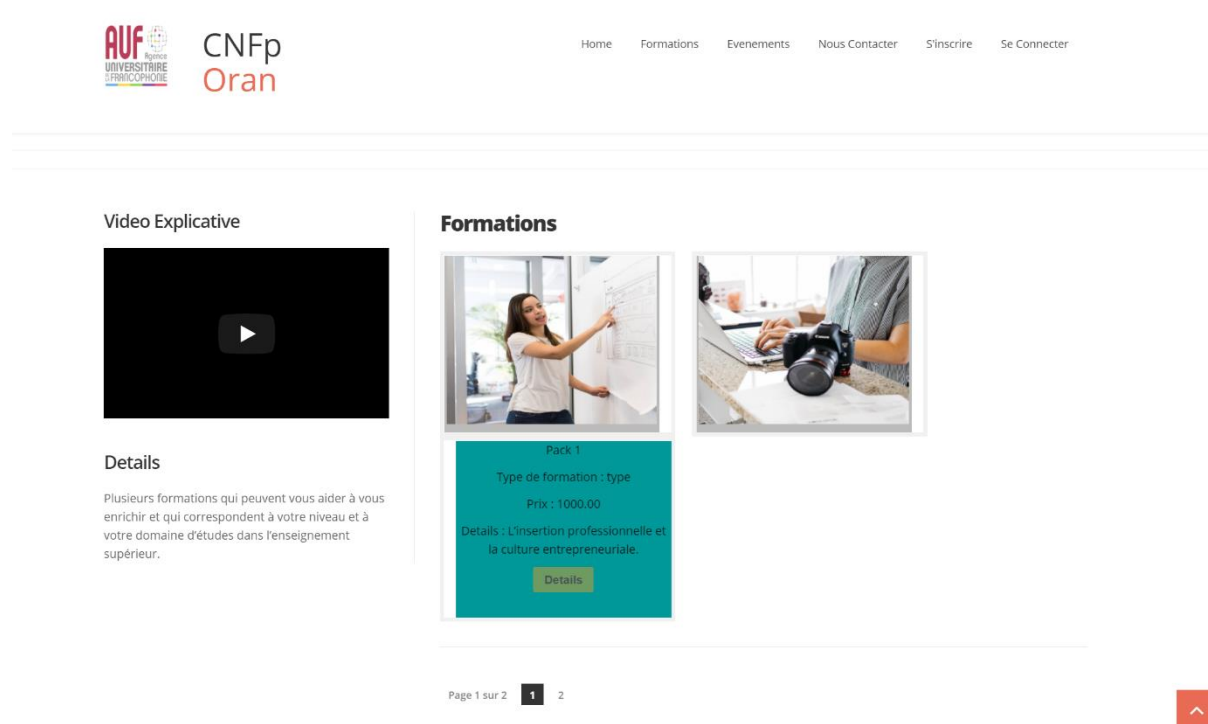 AUF
Agence
UNIVERSITAIRE
DE LA FRANCOPHONIE
CNFp
Oran
Home Formations Evenements Nous Contacter S'inscrire Se Connecter
Video Explicative
Details
Plusieurs formations qui peuvent vous aider à vous
enrichir et qui correspondent à votre niveau et à
votre domaine d'études dans l'enseignement
supérieur.
Formations
Canon
Pack 1
Type de formation : type
Prix : 1000.00
Details : L'insertion professionnelle et
la culture entrepreneuriale.
Details
Page 1 sur 2 1 2